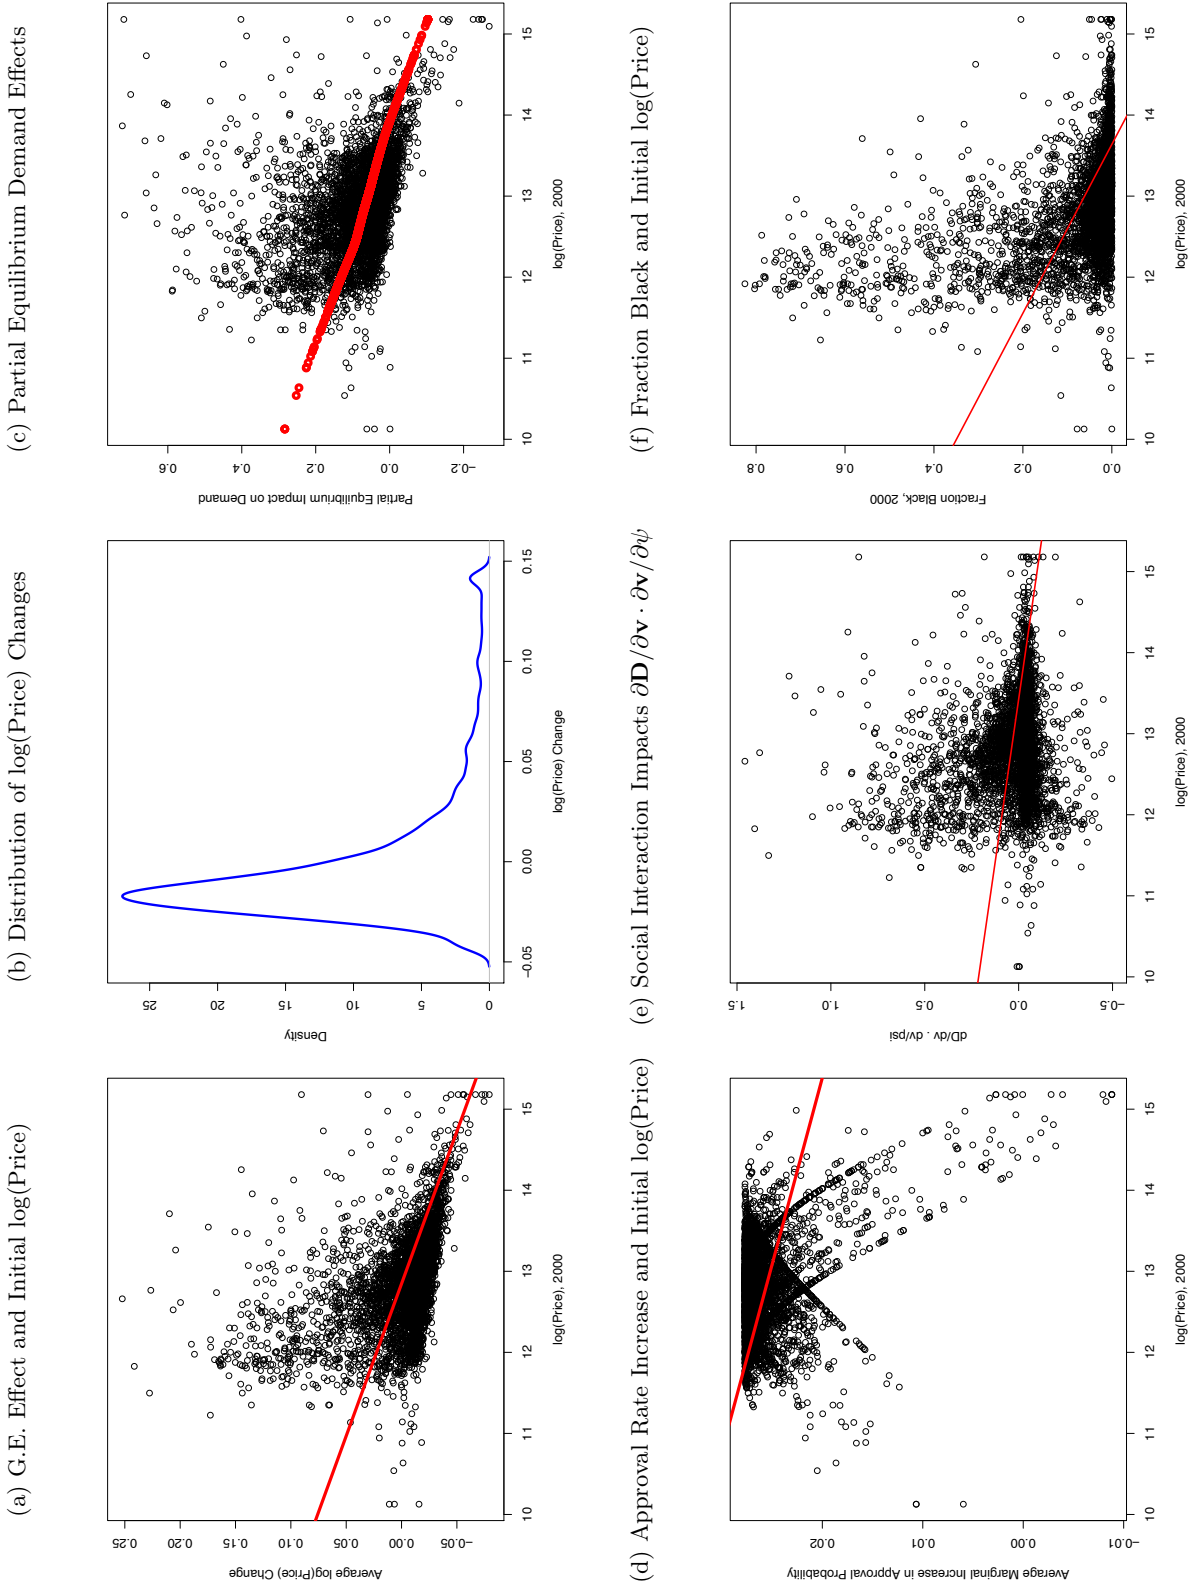 (a) G.E. Effect and Initial log(Price)
Average log(Price) Change
0.25
0.20
0.15
0.10
0.05
0.00
−0.05
10 11 12 13 14 15
log(Price), 2000
(b) Distribution of log(Price) Changes
Density
25
20
15
10
5
0
−0.05 0.00 0.05 0.10 0.15
log(Price) Change
(c) Partial Equilibrium Demand Effects
Partial Equilibrium Impact on Demand
0.6
0.4
0.2
0.0
−0.2
10 11 12 13 14 15
log(Price), 2000
(d) Approval Rate Increase and Initial log(Price)
Average Marginal Increase in Approval Probability
0.02
0.01
0.00
−0.01
10 11 12 13 14 15
log(Price), 2000
(e) Social Interaction Impacts ∂D/∂v · ∂v/∂ψ
dD/dv . dv/psi
1.5
1.0
0.5
0.0
−0.5
10 11 12 13 14 15
log(Price), 2000
(f) Fraction Black and Initial log(Price)
Fraction Black, 2000
0.8
0.6
0.4
0.2
0.0
10 11 12 13 14 15
log(Price), 2000